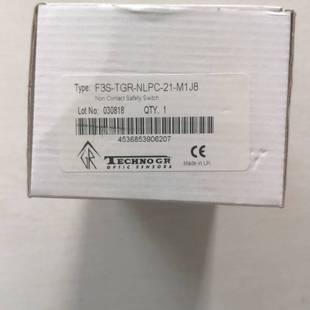 Type: F3S-TGR-NLPC-21-M1J8
Non Contact Safety Switch
Lot No: 030818 QTY. 1
4536853906207
GR
TECHNO GR
OPTIC SENSORS
CE
Made in UK